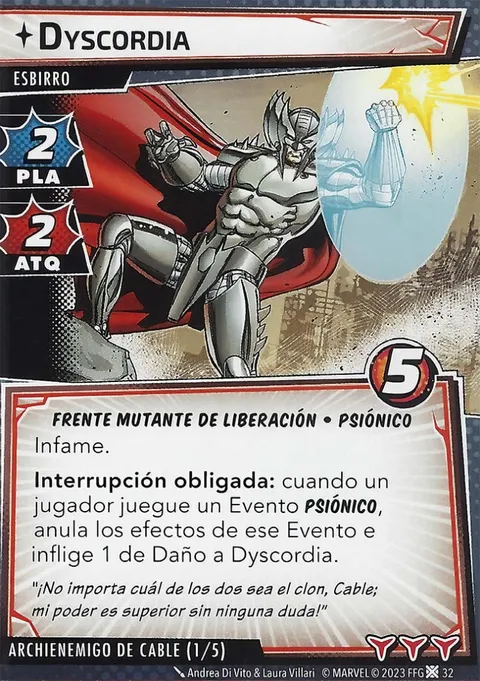 DYSCORDIA
ESBIRRO
2
PLA
2
ATQ
5
FRENTE MUTANTE DE LIBERACIÓN • PSIÓNICO
Infame.
Interrupción obligada: cuando un
jugador juegue un Evento PSIÓNICO,
anula los efectos de ese Evento e
inflige 1 de Daño a Dyscordia.
"¡No importa cuál de los dos sea el clon, Cable;
mi poder es superior sin ninguna duda!"
ARCHIENEMIGO DE CABLE (1/5)
Andrea Di Vito & Laura Villari © MARVEL © 2023 FFG 32